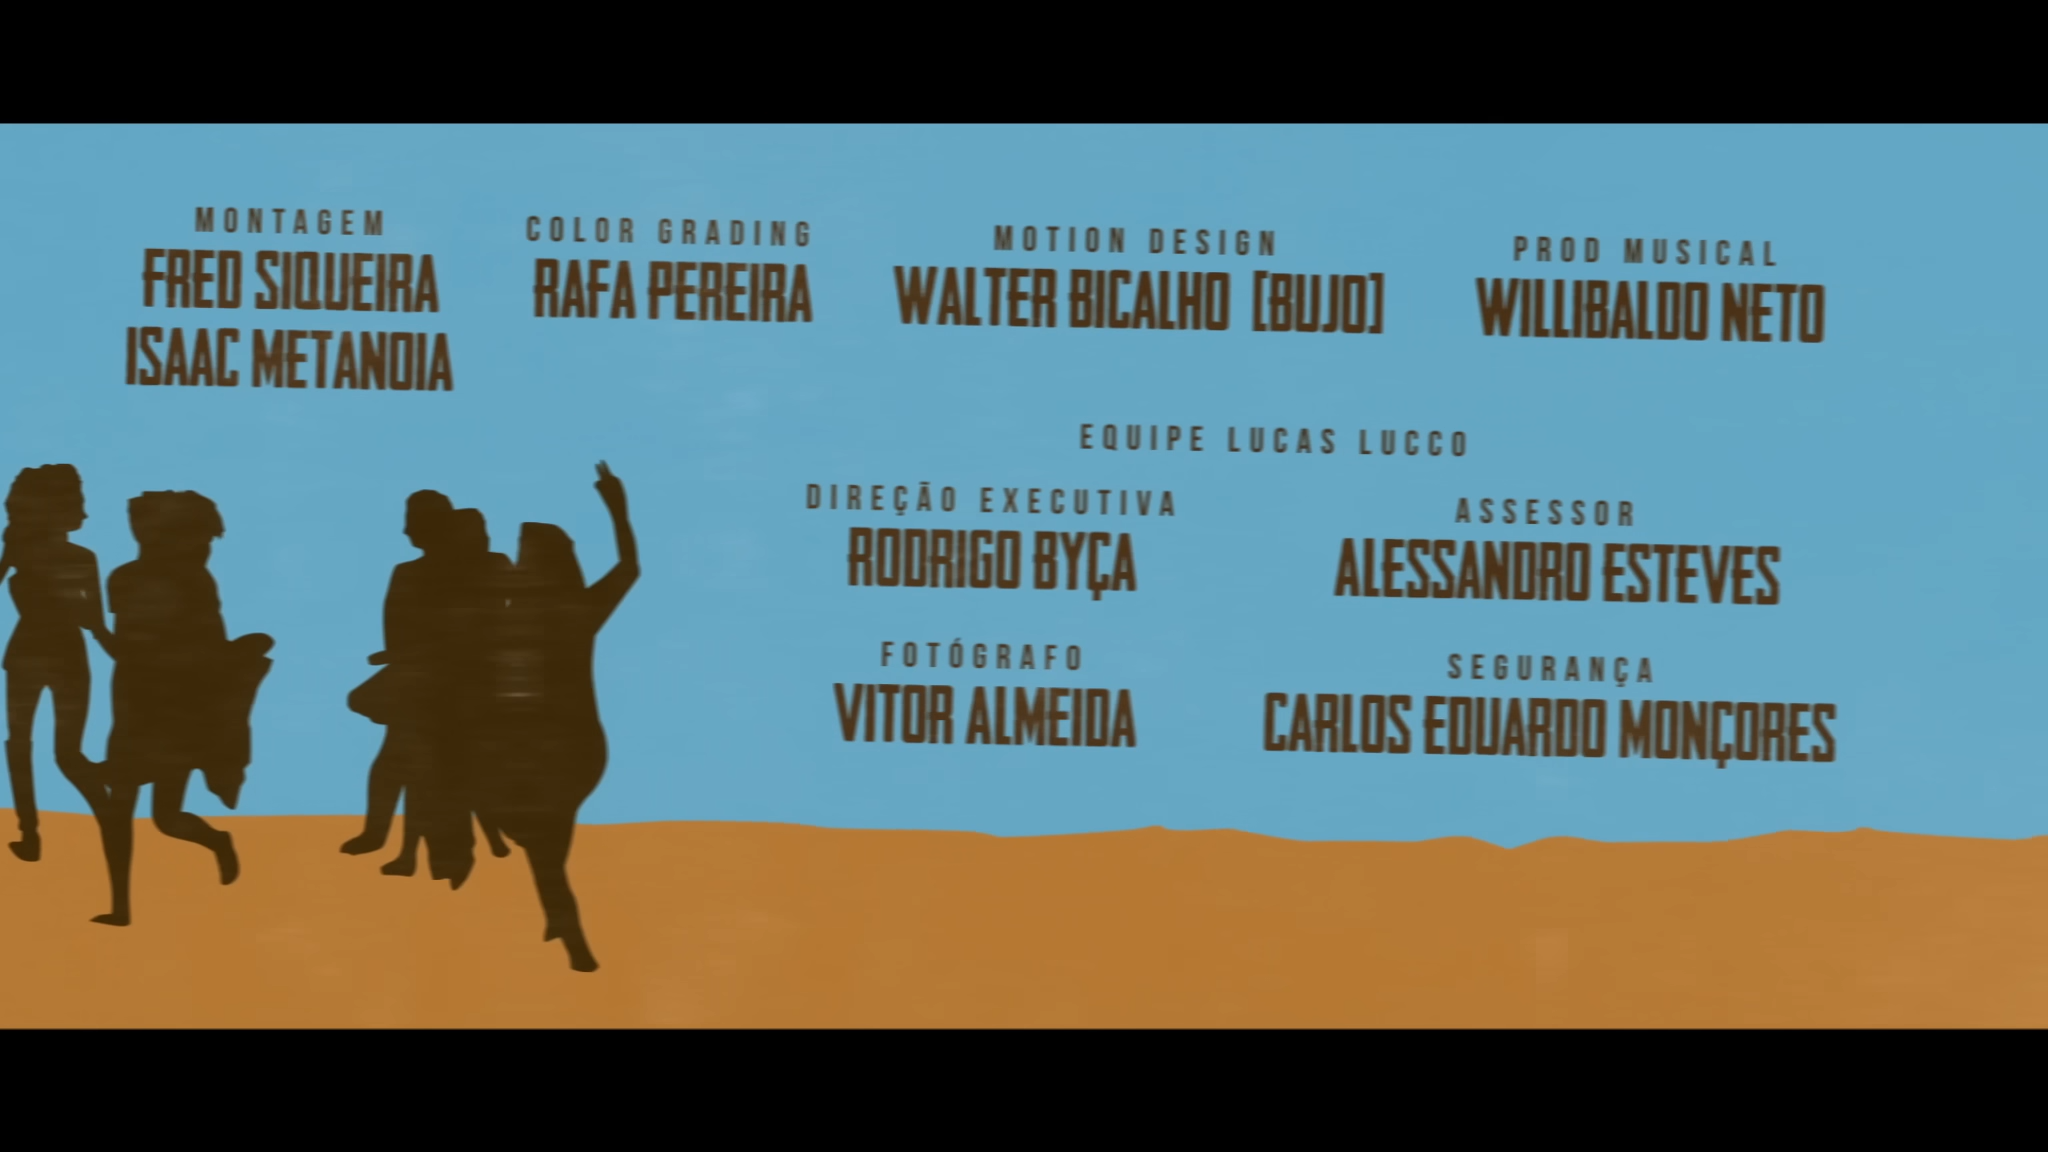 MONTAGEM
FRED SIQUEIRA
ISAAC METANOIA
COLOR GRADING
RAFA PEREIRA
MOTION DESIGN
WALTER BICALHO [BUJO]
PROD MUSICAL
WILLIBALDO NETO
EQUIPE LUCAS LUCCO
DIREÇÃO EXECUTIVA
RODRIGO BYÇA
ASSESSOR
ALESSANDRO ESTEVES
FOTÓGRAFO
VITOR ALMEIDA
SEGURANÇA
CARLOS EDUARDO MONÇORES